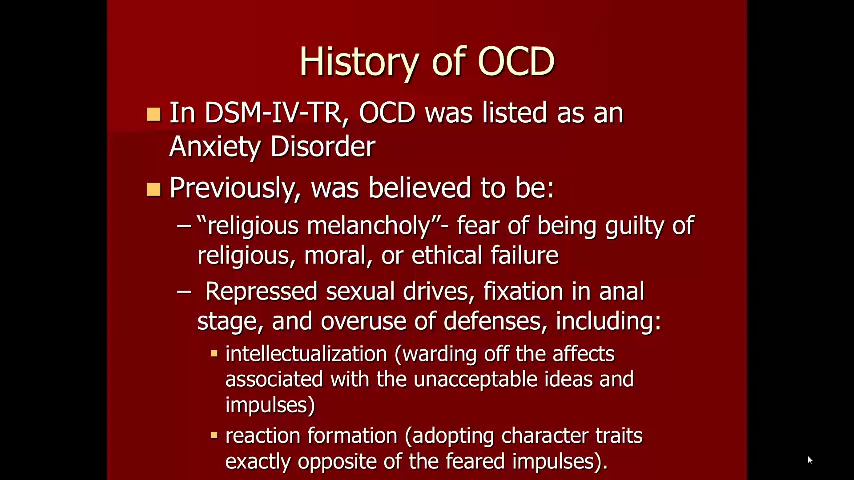 History of OCD
In DSM-IV-TR, OCD was listed as an
Anxiety Disorder
Previously, was believed to be:
– “religious melancholy”- fear of being guilty of
religious, moral, or ethical failure
– Repressed sexual drives, fixation in anal
stage, and overuse of defenses, including:
intellectualization (warding off the affects
associated with the unacceptable ideas and
impulses)
reaction formation (adopting character traits
exactly opposite of the feared impulses).